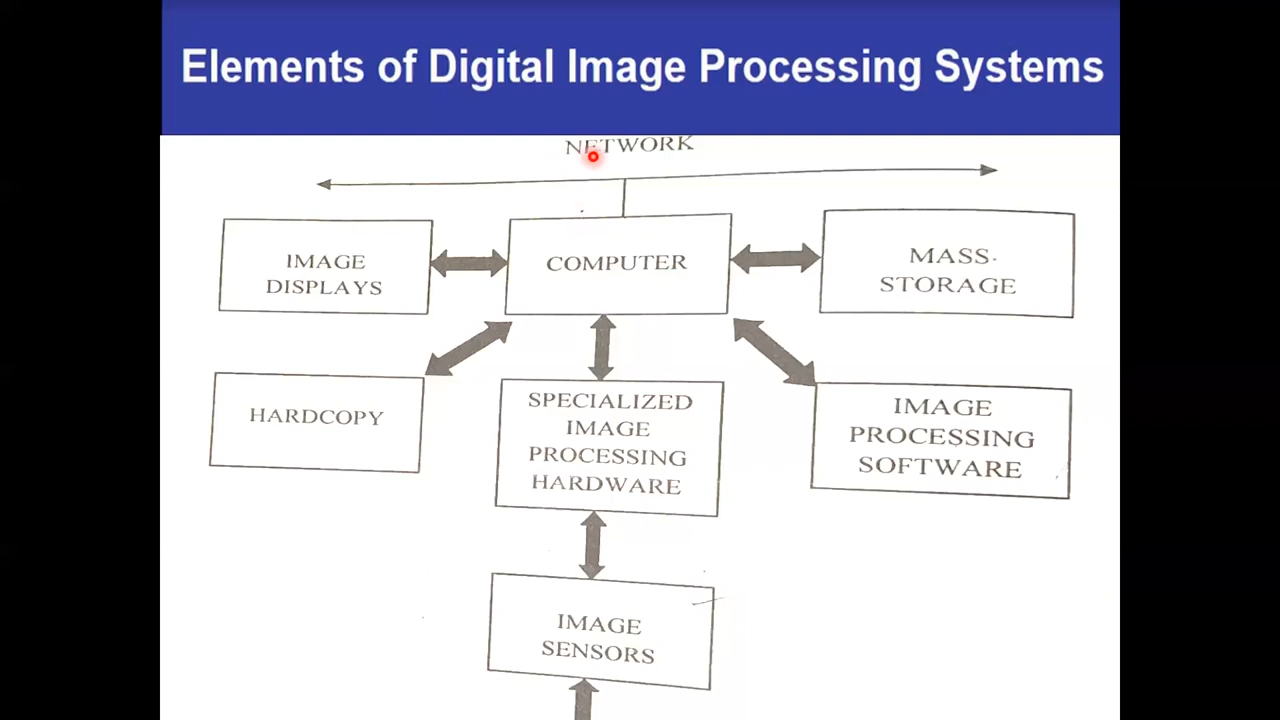 Elements of Digital Image Processing Systems
NETWORK
IMAGE
DISPLAYS
COMPUTER
MASS-
STORAGE
HARDCOPY
SPECIALIZED
IMAGE
PROCESSING
HARDWARE
IMAGE
PROCESSING
SOFTWARE
IMAGE
SENSORS